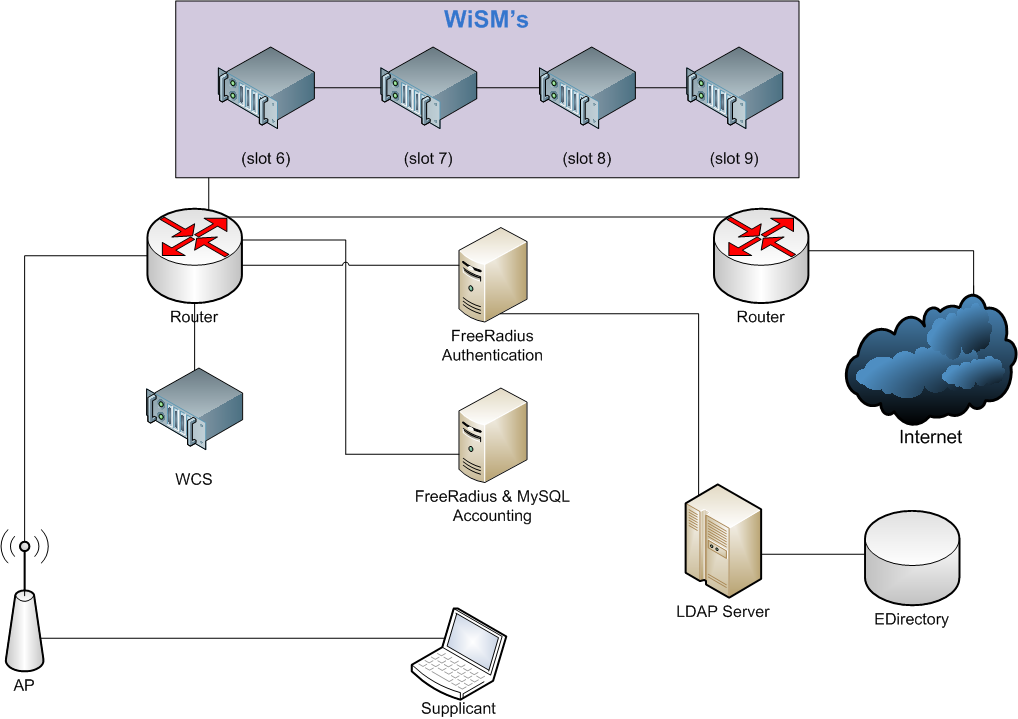 WiSM's
(slot 6)
(slot 7)
(slot 8)
(slot 9)
Router
Router
FreeRadius
Authentication
Internet
WCS
FreeRadius & MySQL
Accounting
LDAP Server
EDirectory
AP
Supplicant